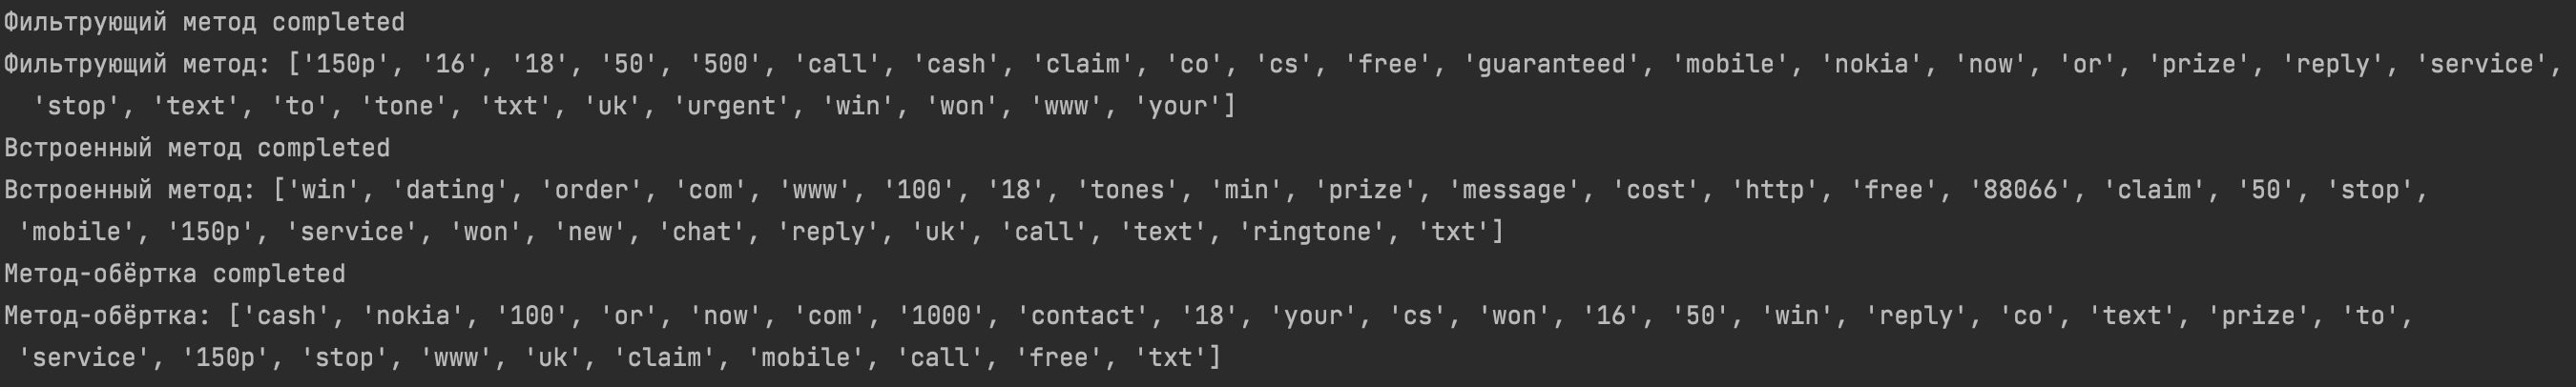 Фильтрующий метод completed
Фильтрующий метод: ['150p', '16', '18', '50', '500', 'call', 'cash', 'claim', 'co', 'cs', 'free', 'guaranteed', 'mobile', 'nokia', 'now', 'or', 'prize', 'reply', 'service',
'stop', 'text', 'to', 'tone', 'txt', 'uk', 'urgent', 'win', 'won', 'www', 'your']
Встроенный метод completed
Встроенный метод: ['win', 'dating', 'order', 'com', 'www', '100', '18', 'tones', 'min', 'prize', 'message', 'cost', 'http', 'free', '88066', 'claim', '50', 'stop',
'mobile', '150p', 'service', 'won', 'new', 'chat', 'reply', 'uk', 'call', 'text', 'ringtone', 'txt']
Метод-обёртка completed
Метод-обёртка: ['cash', 'nokia', '100', 'or', 'now', 'com', '1000', 'contact', '18', 'your', 'cs', 'won', '16', '50', 'win', 'reply', 'co', 'text', 'prize', 'to',
'service', '150p', 'stop', 'www', 'uk', 'claim', 'mobile', 'call', 'free', 'txt']